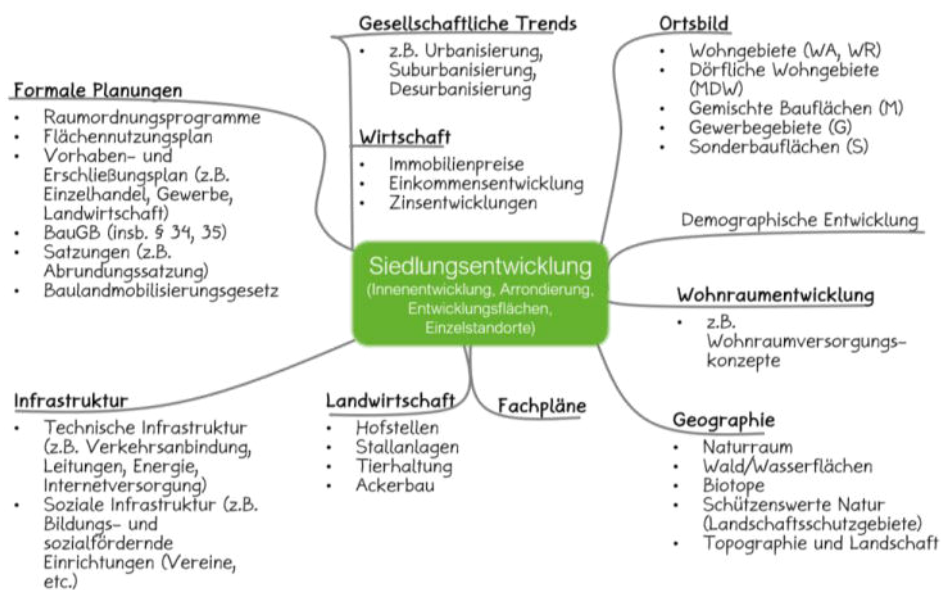 Gesellschaftliche Trends
• z.B. Urbanisierung,
Suburbanisierung,
Desurbanisierung
Ortsbild
• Wohngebiete (WA, WR)
• Dörfliche Wohngebiete
(MDW)
• Gemischte Bauflächen (M)
• Gewerbegebiete (G)
• Sonderbauflächen (S)
Formale Planungen
• Raumordnungsprogramme
• Flächennutzungsplan
• Vorhaben- und
Erschließungsplan (z.B.
Einzelhandel, Gewerbe,
Landwirtschaft)
• BauGB (insb. § 34, 35)
• Satzungen (z.B.
Abrundungssatzung)
• Baulandmobilisierungsgesetz
Wirtschaft
• Immobilienpreise
• Einkommensentwicklung
• Zinsentwicklungen
Demographische Entwicklung
Siedlungsentwicklung
(Innenentwicklung, Arrondierung,
Entwicklungsflächen,
Einzelstandorte)
Wohnraumentwicklung
• z.B.
Wohnraumversorgungs-
konzepte
Infrastruktur
• Technische Infrastruktur
(z.B. Verkehrsanbindung,
Leitungen, Energie,
Internetversorgung)
• Soziale Infrastruktur (z.B.
Bildungs- und
sozialfördernde
Einrichtungen (Vereine,
etc.)
Landwirtschaft
• Hofstellen
• Stallanlagen
• Tierhaltung
• Ackerbau
Fachpläne
Geographie
• Naturraum
• Wald/Wasserflächen
• Biotope
• Schützenswerte Natur
(Landschaftsschutzgebiete)
• Topographie und Landschaft